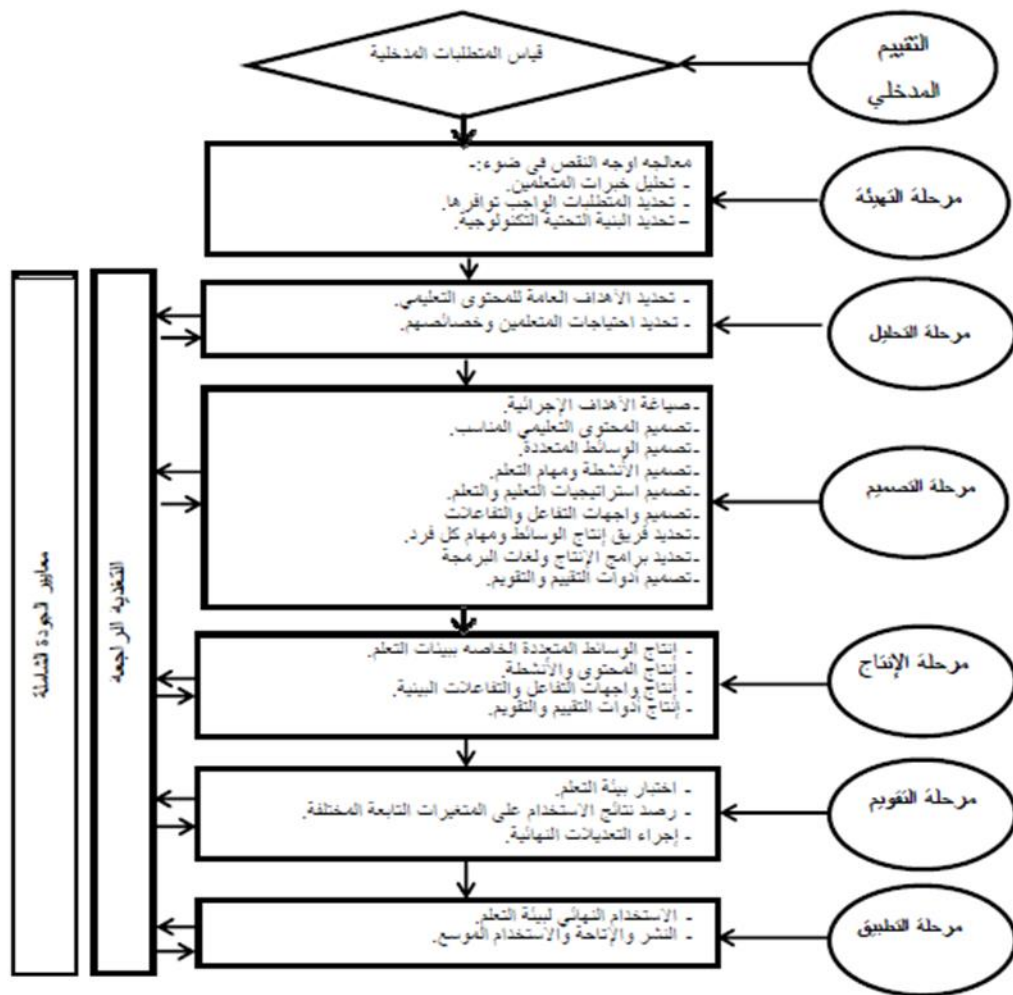 التقييم
المدخلي
قياس المتطلبات المدخلية
مرحلة التهيئة
معالجه اوجه النقص في ضوء:-
- تحليل خبرات المتعلمين.
- تحديد المتطلبات الواجب توافرها.
– تحديد البنية التحتية التكنولوجية.
مرحلة التحليل
- تحديد الأهداف العامة للمحتوى التعليمي.
- تحديد احتياجات المتعلمين وخصائصهم.
مرحلة التصميم
-صياغة الأهداف الإجرائية.
-تصميم المحتوى التعليمي المناسب.
-تصميم الوسائط المتعددة.
-تصميم الأنشطة ومهام التعلم.
-تصميم استراتيجيات التعليم والتعلم.
-تصميم واجهات التفاعل والتفاعلات
-تحديد فريق إنتاج الوسائط ومهام كل فرد.
-تحديد برامج الإنتاج ولغات البرمجة
-تصميم أدوات التقييم والتقويم.
مرحلة الإنتاج
- إنتاج الوسائط المتعددة الخاصه ببيئات التعلم.
- أنتاج المحتوى والأنشطة.
- أنتاج واجهات التفاعل والتفاعلات البينية.
- إنتاج أدوات التقييم والتقويم.
مرحلة التقويم
- اختبار بيئة التعلم.
- رصد نتائج الاستخدام على المتغيرات التابعة المختلفة.
- إجراء التعديلات النهائية.
مرحلة التطبيق
- الاستخدام النهائي لبيئة التعلم.
- النشر والإتاحة والاستخدام الموسع.
التغذيه الراجعه
معايير الجودة الشاملة